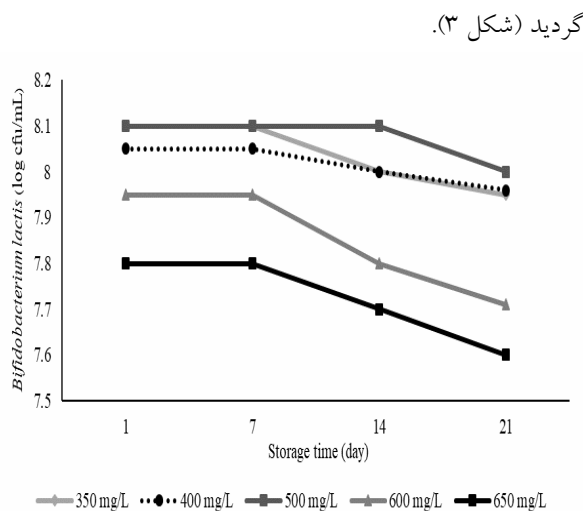 گردید (شکل ۳).
8.2
8.1
8
7.9
7.8
7.7
7.6
7.5
Bifidobacterium lactis (log cfu/mL)
1 7 14 21
Storage time (day)
350 mg/L 400 mg/L 500 mg/L 600 mg/L 650 mg/L